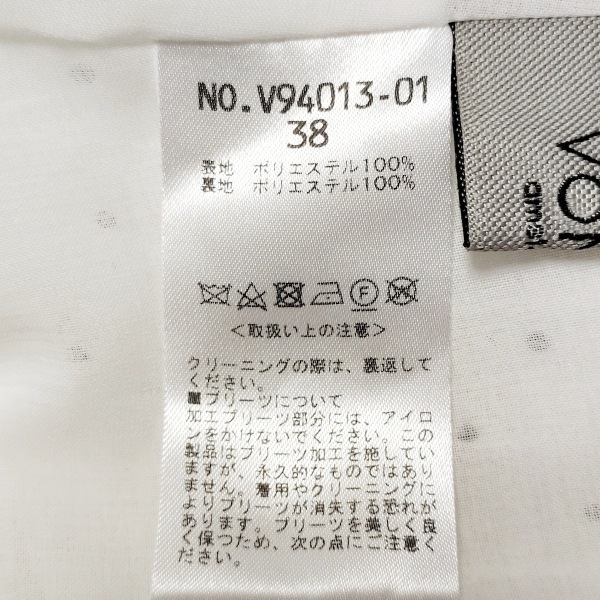 NO.V94013-01
38
表地 ポリエステル100%
裏地 ポリエステル100%
F
W
<取扱い上の注意>
クリーニングの際は、裏返して
ください。
■プリーツについて
加工プリーツ部分には、アイロ
ンをかけないでください。この
製品はプリーツ加工を施してい
ますが、永久的なものではあり
ません。着用やクリーニングに
よりプリーツが消失する恐れが
あります。プリーツを美しく良
く保つため、次の点にご注意く
ださい。